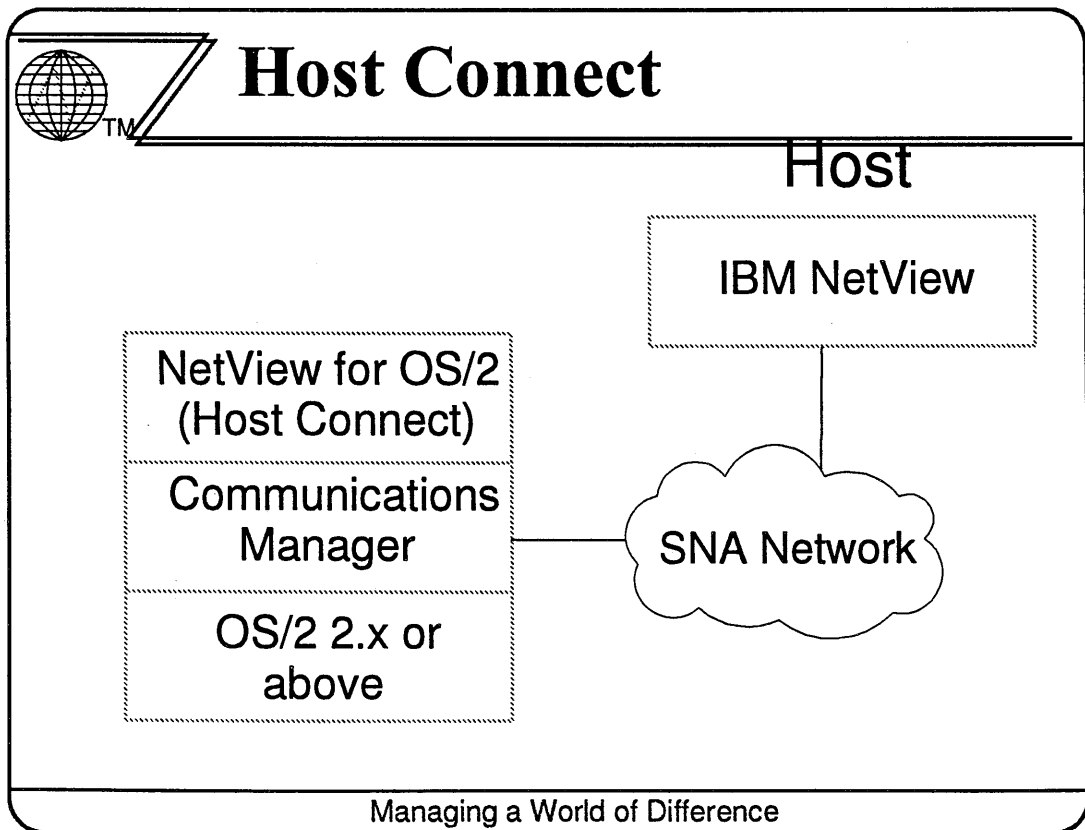 Host Connect
TM
Host
IBM NetView
NetView for OS/2
(Host Connect)
Communications
Manager
SNA Network
OS/2 2.x or
above
Managing a World of Difference